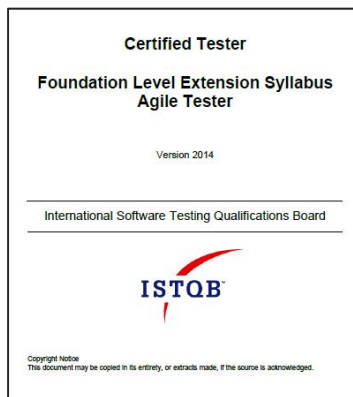 Certified Tester
Foundation Level Extension Syllabus
Agile Tester
Version 2014
International Software Testing Qualifications Board
ISTQB
Copyright Notice
This document may be copied in its entirety, or extracts made, if the source is acknowledged.